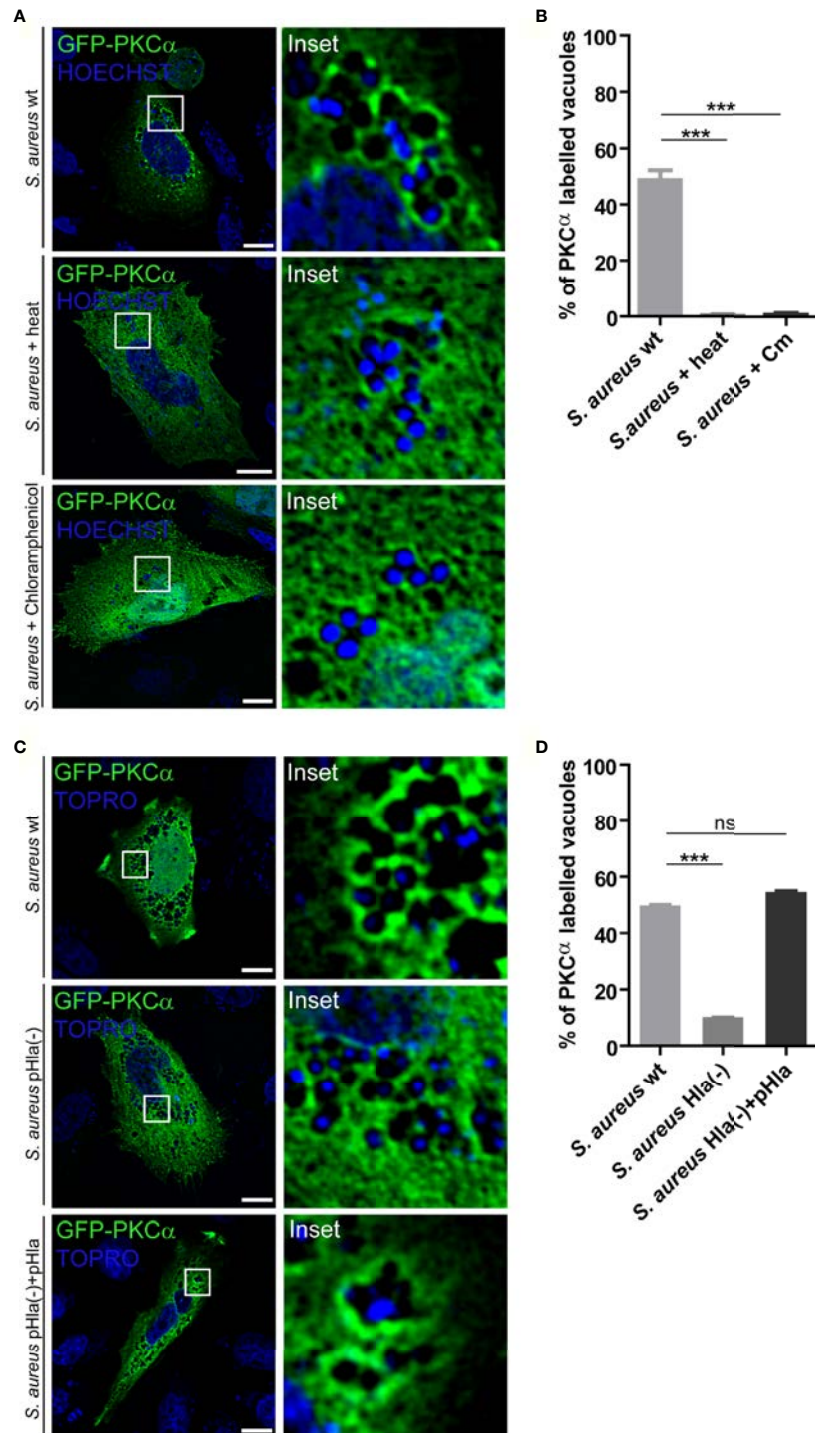 A
GFP-PKCα
HOECHST
Inset
S. aureus wt
GFP-PKCα
HOECHST
Inset
S. aureus + heat
GFP-PKCα
HOECHST
Inset
S. aureus + Chloramphenicol
B
% of PKCα labelled vacuoles
100
80
60
40
20
0
***
***
S. aureus wt
S.aureus + heat
S. aureus + Cm
C
GFP-PKCα
TOPRO
Inset
S. aureus wt
GFP-PKCα
TOPRO
Inset
S. aureus pHla(-)
GFP-PKCα
TOPRO
Inset
S. aureus pHla(-)+pHla
D
% of PKCα labelled vacuoles
100
80
60
40
20
0
ns
***
S. aureus wt
S. aureus Hla(-)
S. aureus Hla(-)+pHla